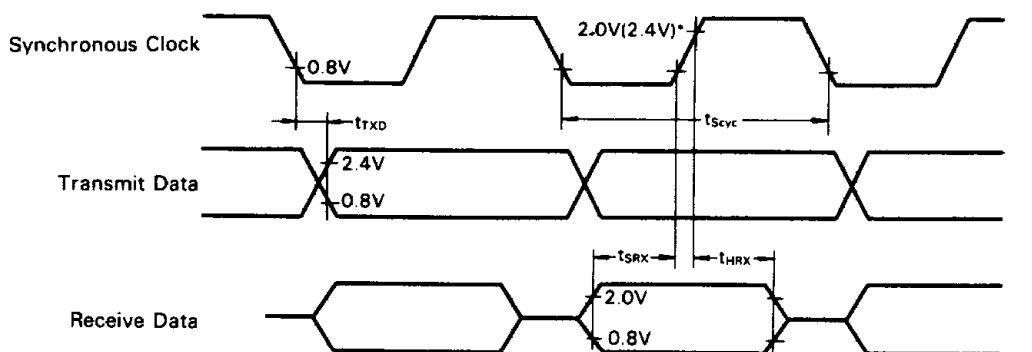 Synchronous Clock
2.0V(2.4V)*
0.8V
tTXD
tScyc
Transmit Data
2.4V
0.8V
tSRX
tHRX
Receive Data
2.0V
0.8V